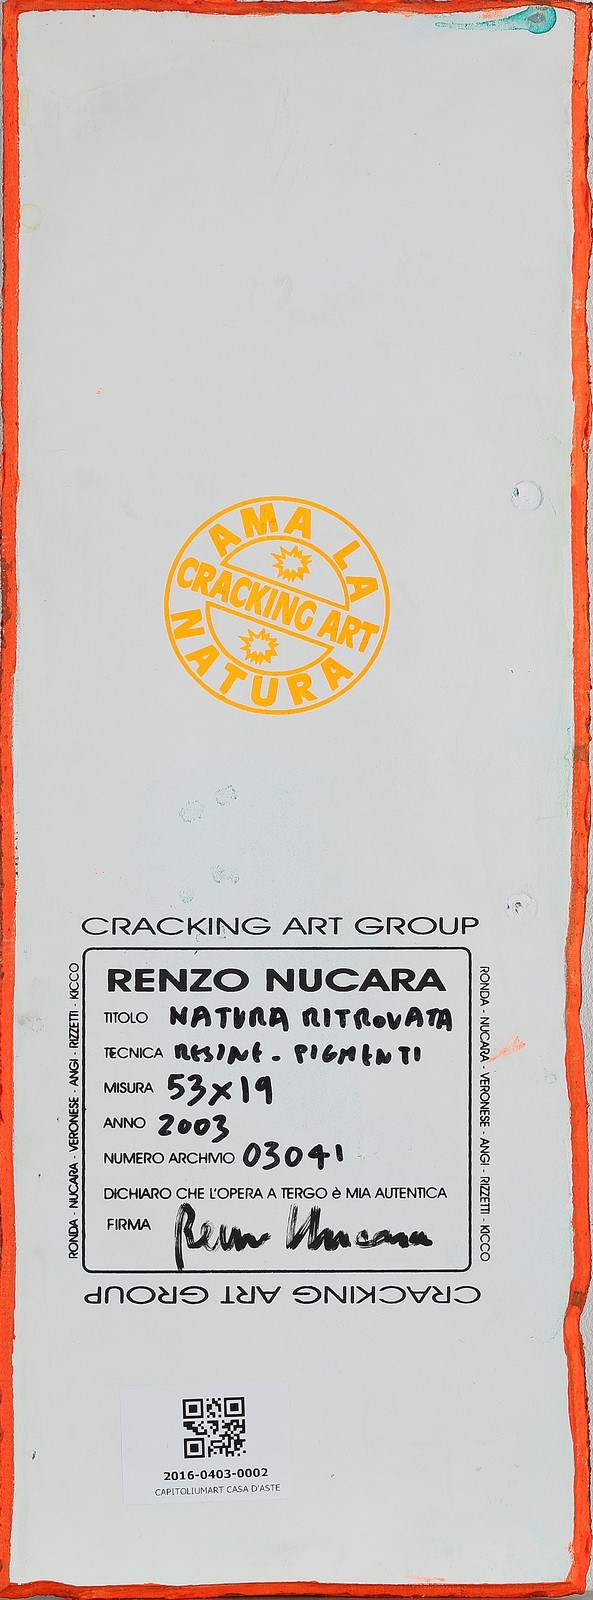 AMA LA
CRACKING ART
NATURA
CRACKING ART GROUP
RONDA - NUCARA - VERONESE - ANGI - RIZZETTI - KICCO
RENZO NUCARA
TITOLO NATURA RITROVATA
TECNICA RESINE - PIGMENTI
MISURA 53x19
ANNO 2003
NUMERO ARCHIVIO 03041
DICHIARO CHE L'OPERA A TERGO è MIA AUTENTICA
FIRMA Renzo Nucara
RONDA - NUCARA - VERONESE - ANGI - RIZZETTI - KICCO
CRACKING ART GROUP
2016-0403-0002
CAPITOLIUMART CASA D'ASTE